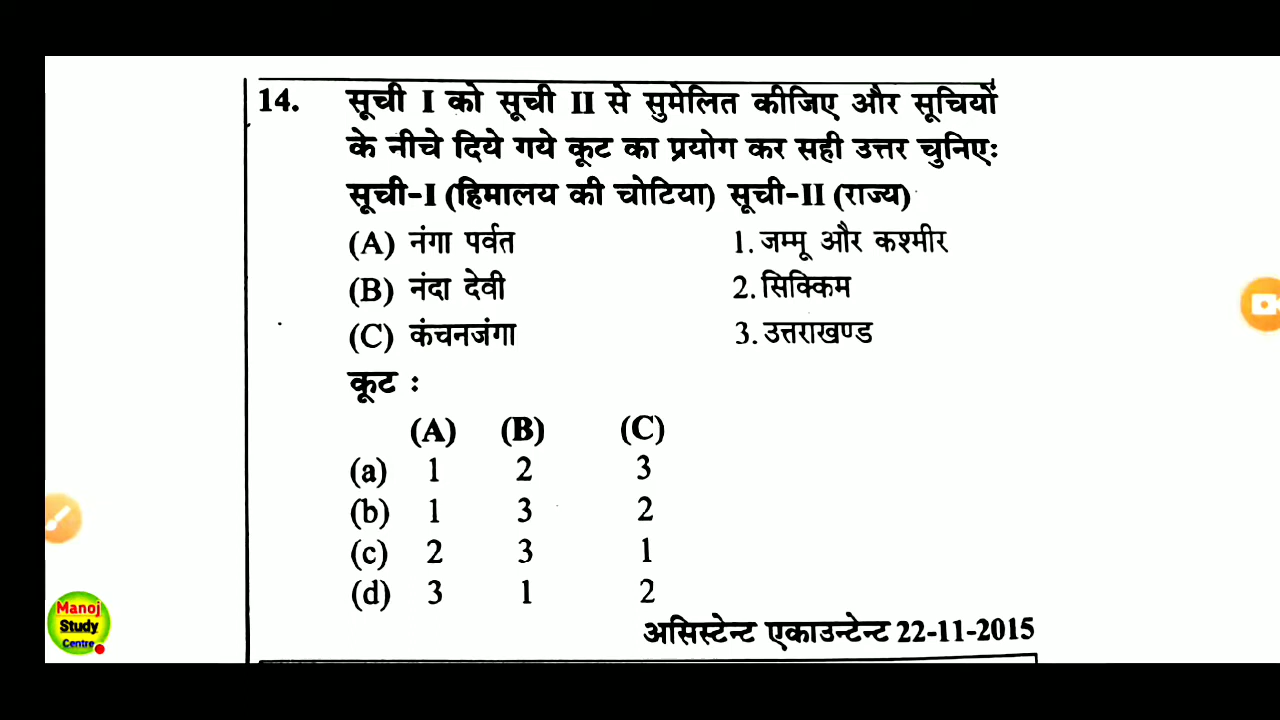 14. सूची I को सूची II से सुमेलित कीजिए और सूचियों
के नीचे दिये गये कूट का प्रयोग कर सही उत्तर चुनिएः
सूची-I (हिमालय की चोटिया) सूची-II (राज्य)
(A) नंगा पर्वत 1. जम्मू और कश्मीर
(B) नंदा देवी 2. सिक्किम
(C) कंचनजंगा 3. उत्तराखण्ड
कूट :
(A) (B) (C)
(a) 1 2 3
(b) 1 3 2
(c) 2 3 1
(d) 3 1 2
असिस्टेन्ट एकाउन्टेन्ट 22-11-2015
Manoj
Study
Centre